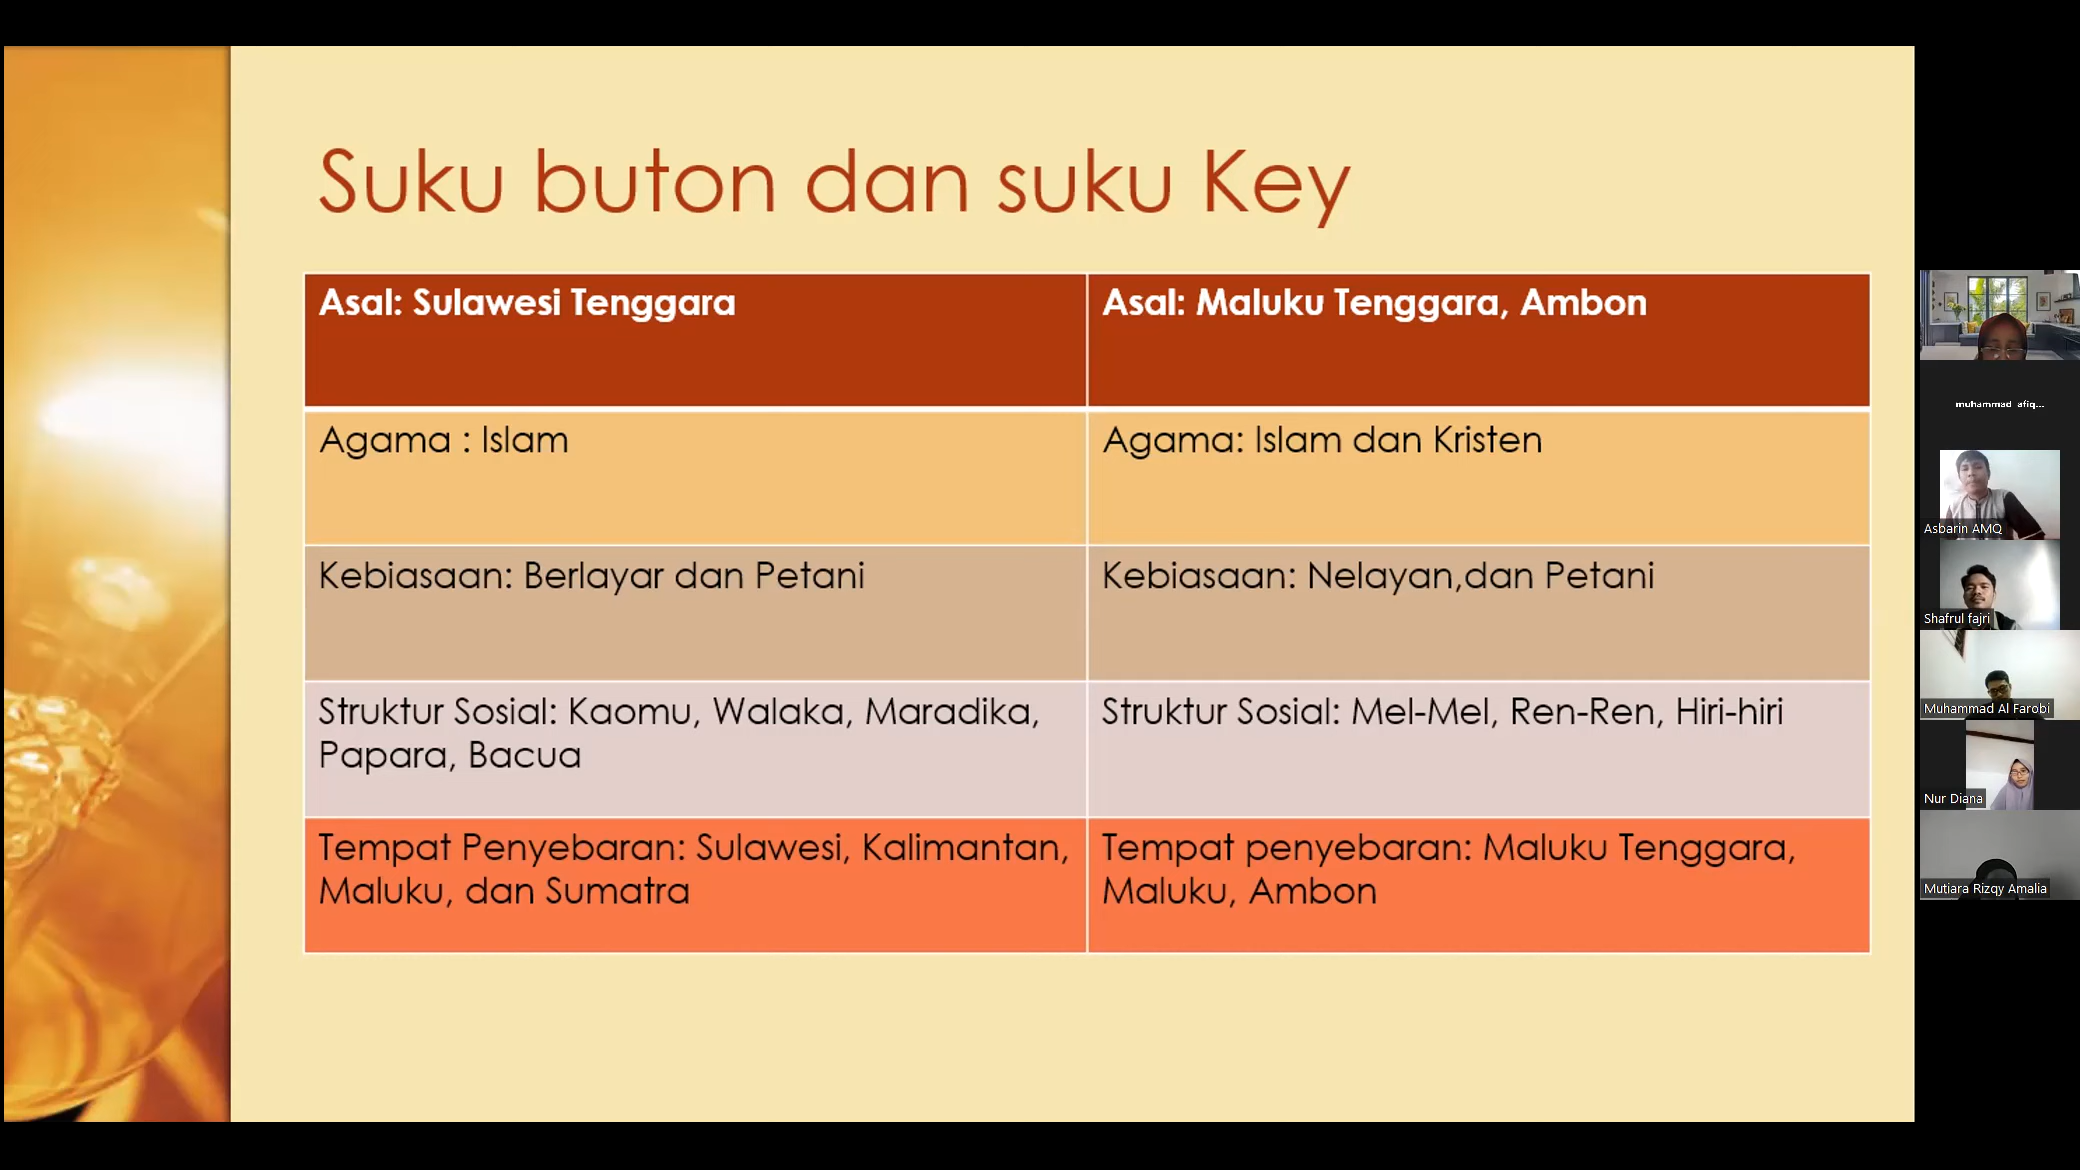 Suku buton dan suku Key
Asal: Sulawesi Tenggara
Asal: Maluku Tenggara, Ambon
Agama : Islam
Agama: Islam dan Kristen
Kebiasaan: Berlayar dan Petani
Kebiasaan: Nelayan,dan Petani
Struktur Sosial: Kaomu, Walaka, Maradika,
Papara, Bacua
Struktur Sosial: Mel-Mel, Ren-Ren, Hiri-hiri
Tempat Penyebaran: Sulawesi, Kalimantan,
Maluku, dan Sumatra
Tempat penyebaran: Maluku Tenggara,
Maluku, Ambon
muhammad afiq...
Asbarin AMQ
Shafrul fajri
Muhammad Al Farobi
Nur Diana
Mutiara Rizqy Amalia